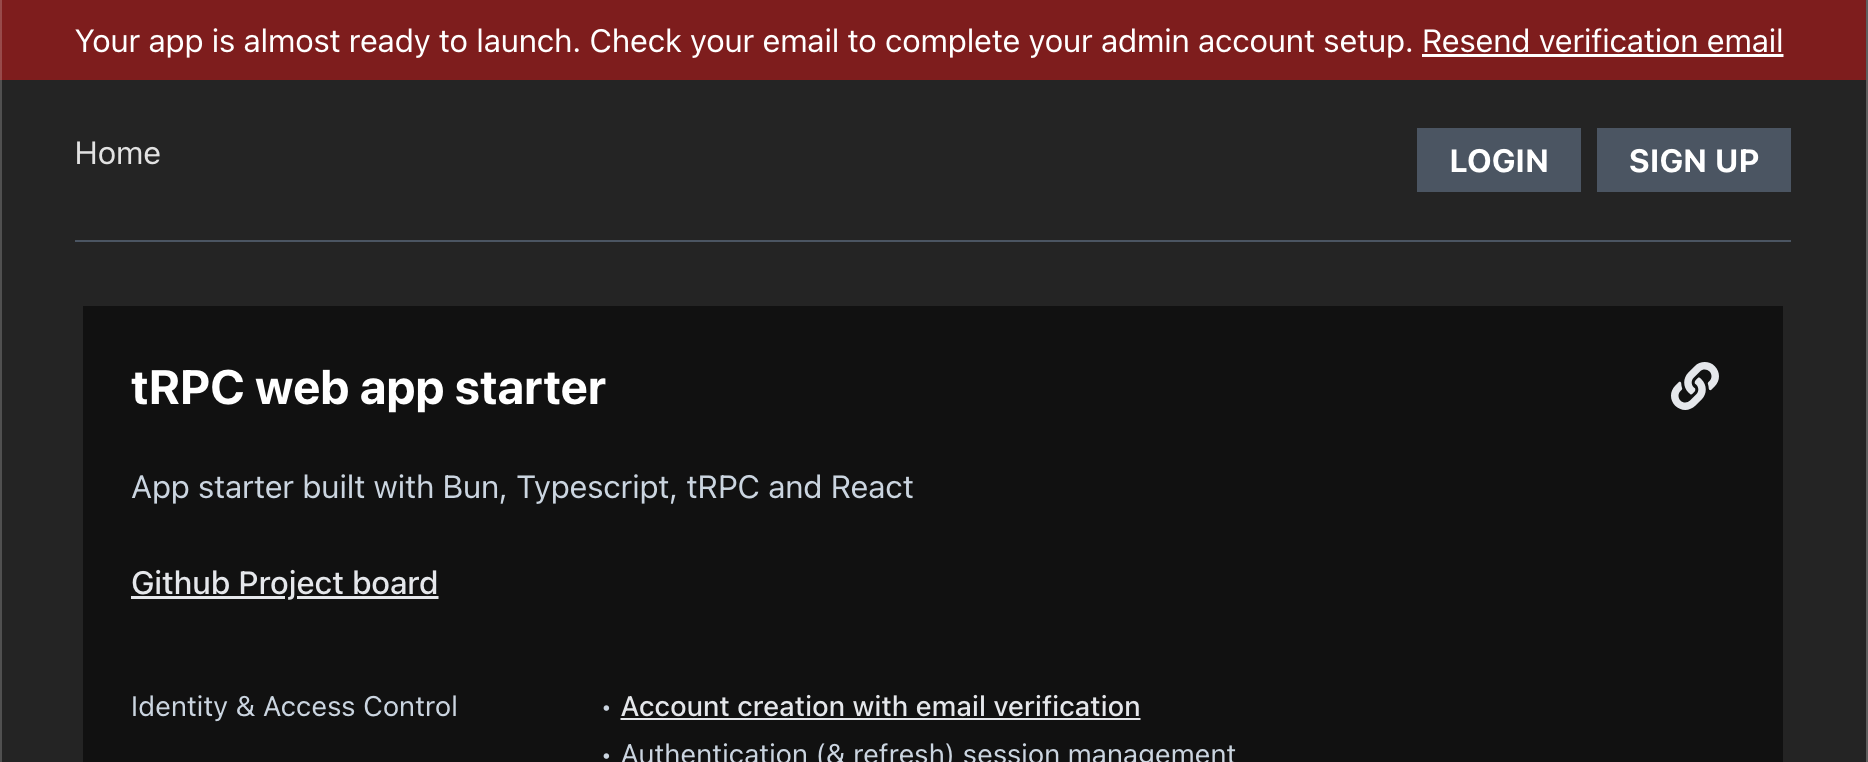 Your app is almost ready to launch. Check your email to complete your admin account setup. Resend verification email
Home
LOGIN
SIGN UP
tRPC web app starter
App starter built with Bun, Typescript, tRPC and React
Github Project board
Identity & Access Control
• Account creation with email verification
• Authentication (& refresh) session management